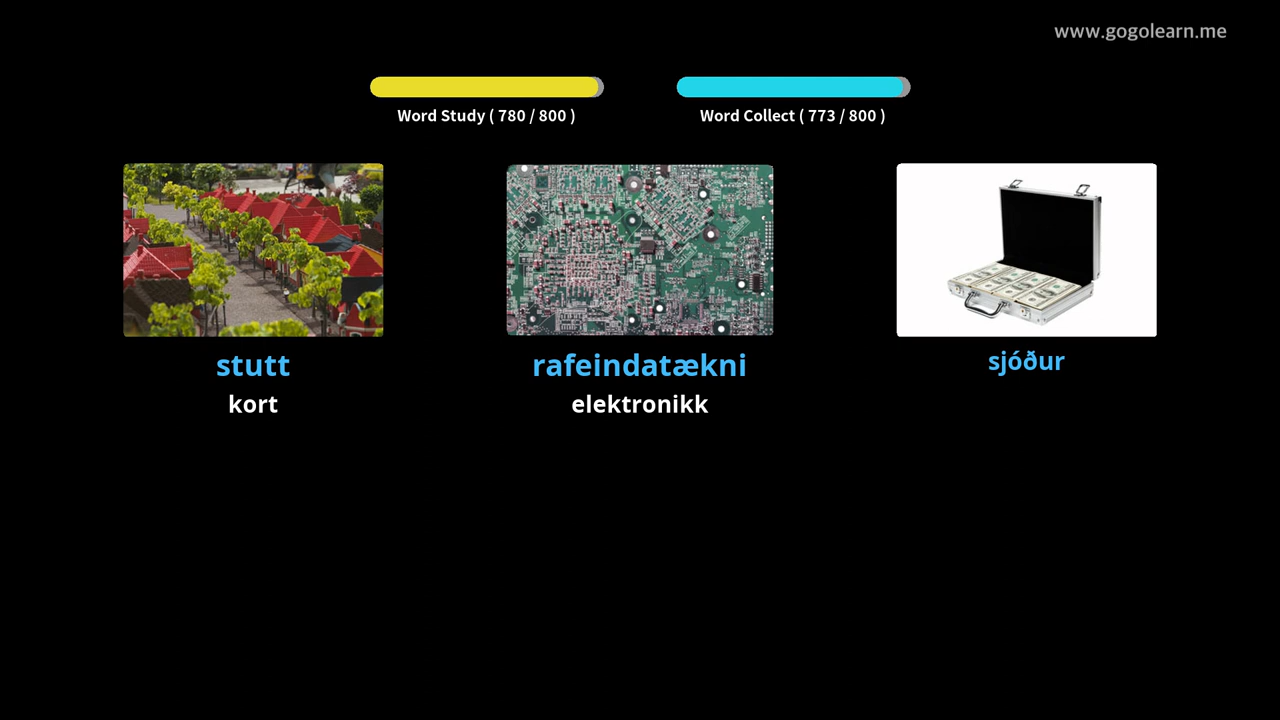 www.gogolearn.me
Word Study ( 780 / 800 )
Word Collect ( 773 / 800 )
stutt
rafeindatækni
sjóður
kort
elektronikk